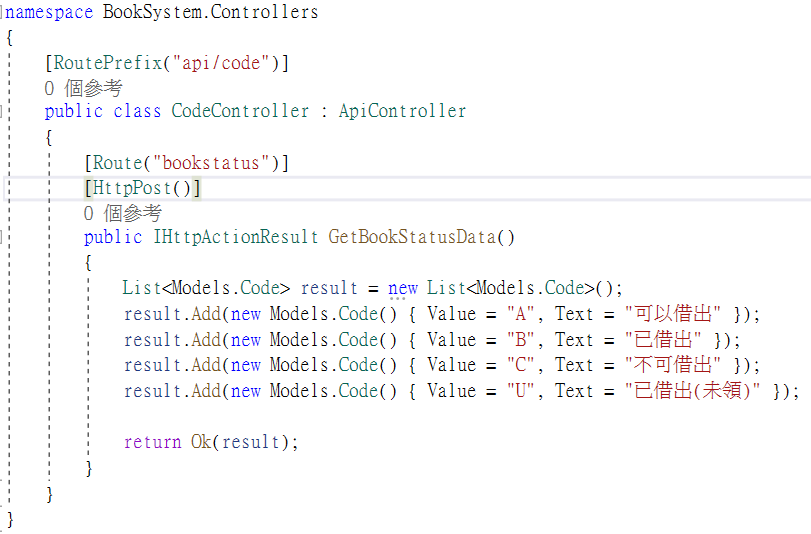 namespace BookSystem.Controllers
{
[RoutePrefix("api/code")]
0 個參考
public class CodeController : ApiController
{
[Route("bookstatus")]
[HttpPost()]
0 個參考
public IHttpActionResult GetBookStatusData()
{
List<Models.Code> result = new List<Models.Code>();
result.Add(new Models.Code() { Value = "A", Text = "可以借出" });
result.Add(new Models.Code() { Value = "B", Text = "已借出" });
result.Add(new Models.Code() { Value = "C", Text = "不可借出" });
result.Add(new Models.Code() { Value = "U", Text = "已借出(未領)" });
return Ok(result);
}
}
}